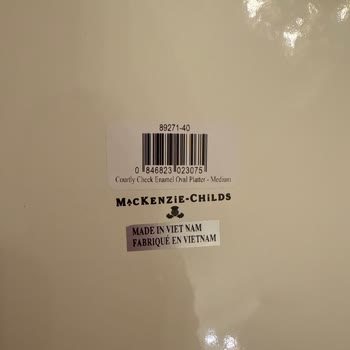 89271-40
0 846823 023075
Courtly Check Enamel Oval Platter - Medium
MACKENZIE-CHILDS
MADE IN VIET NAM
FABRIQUÉ EN VIETNAM